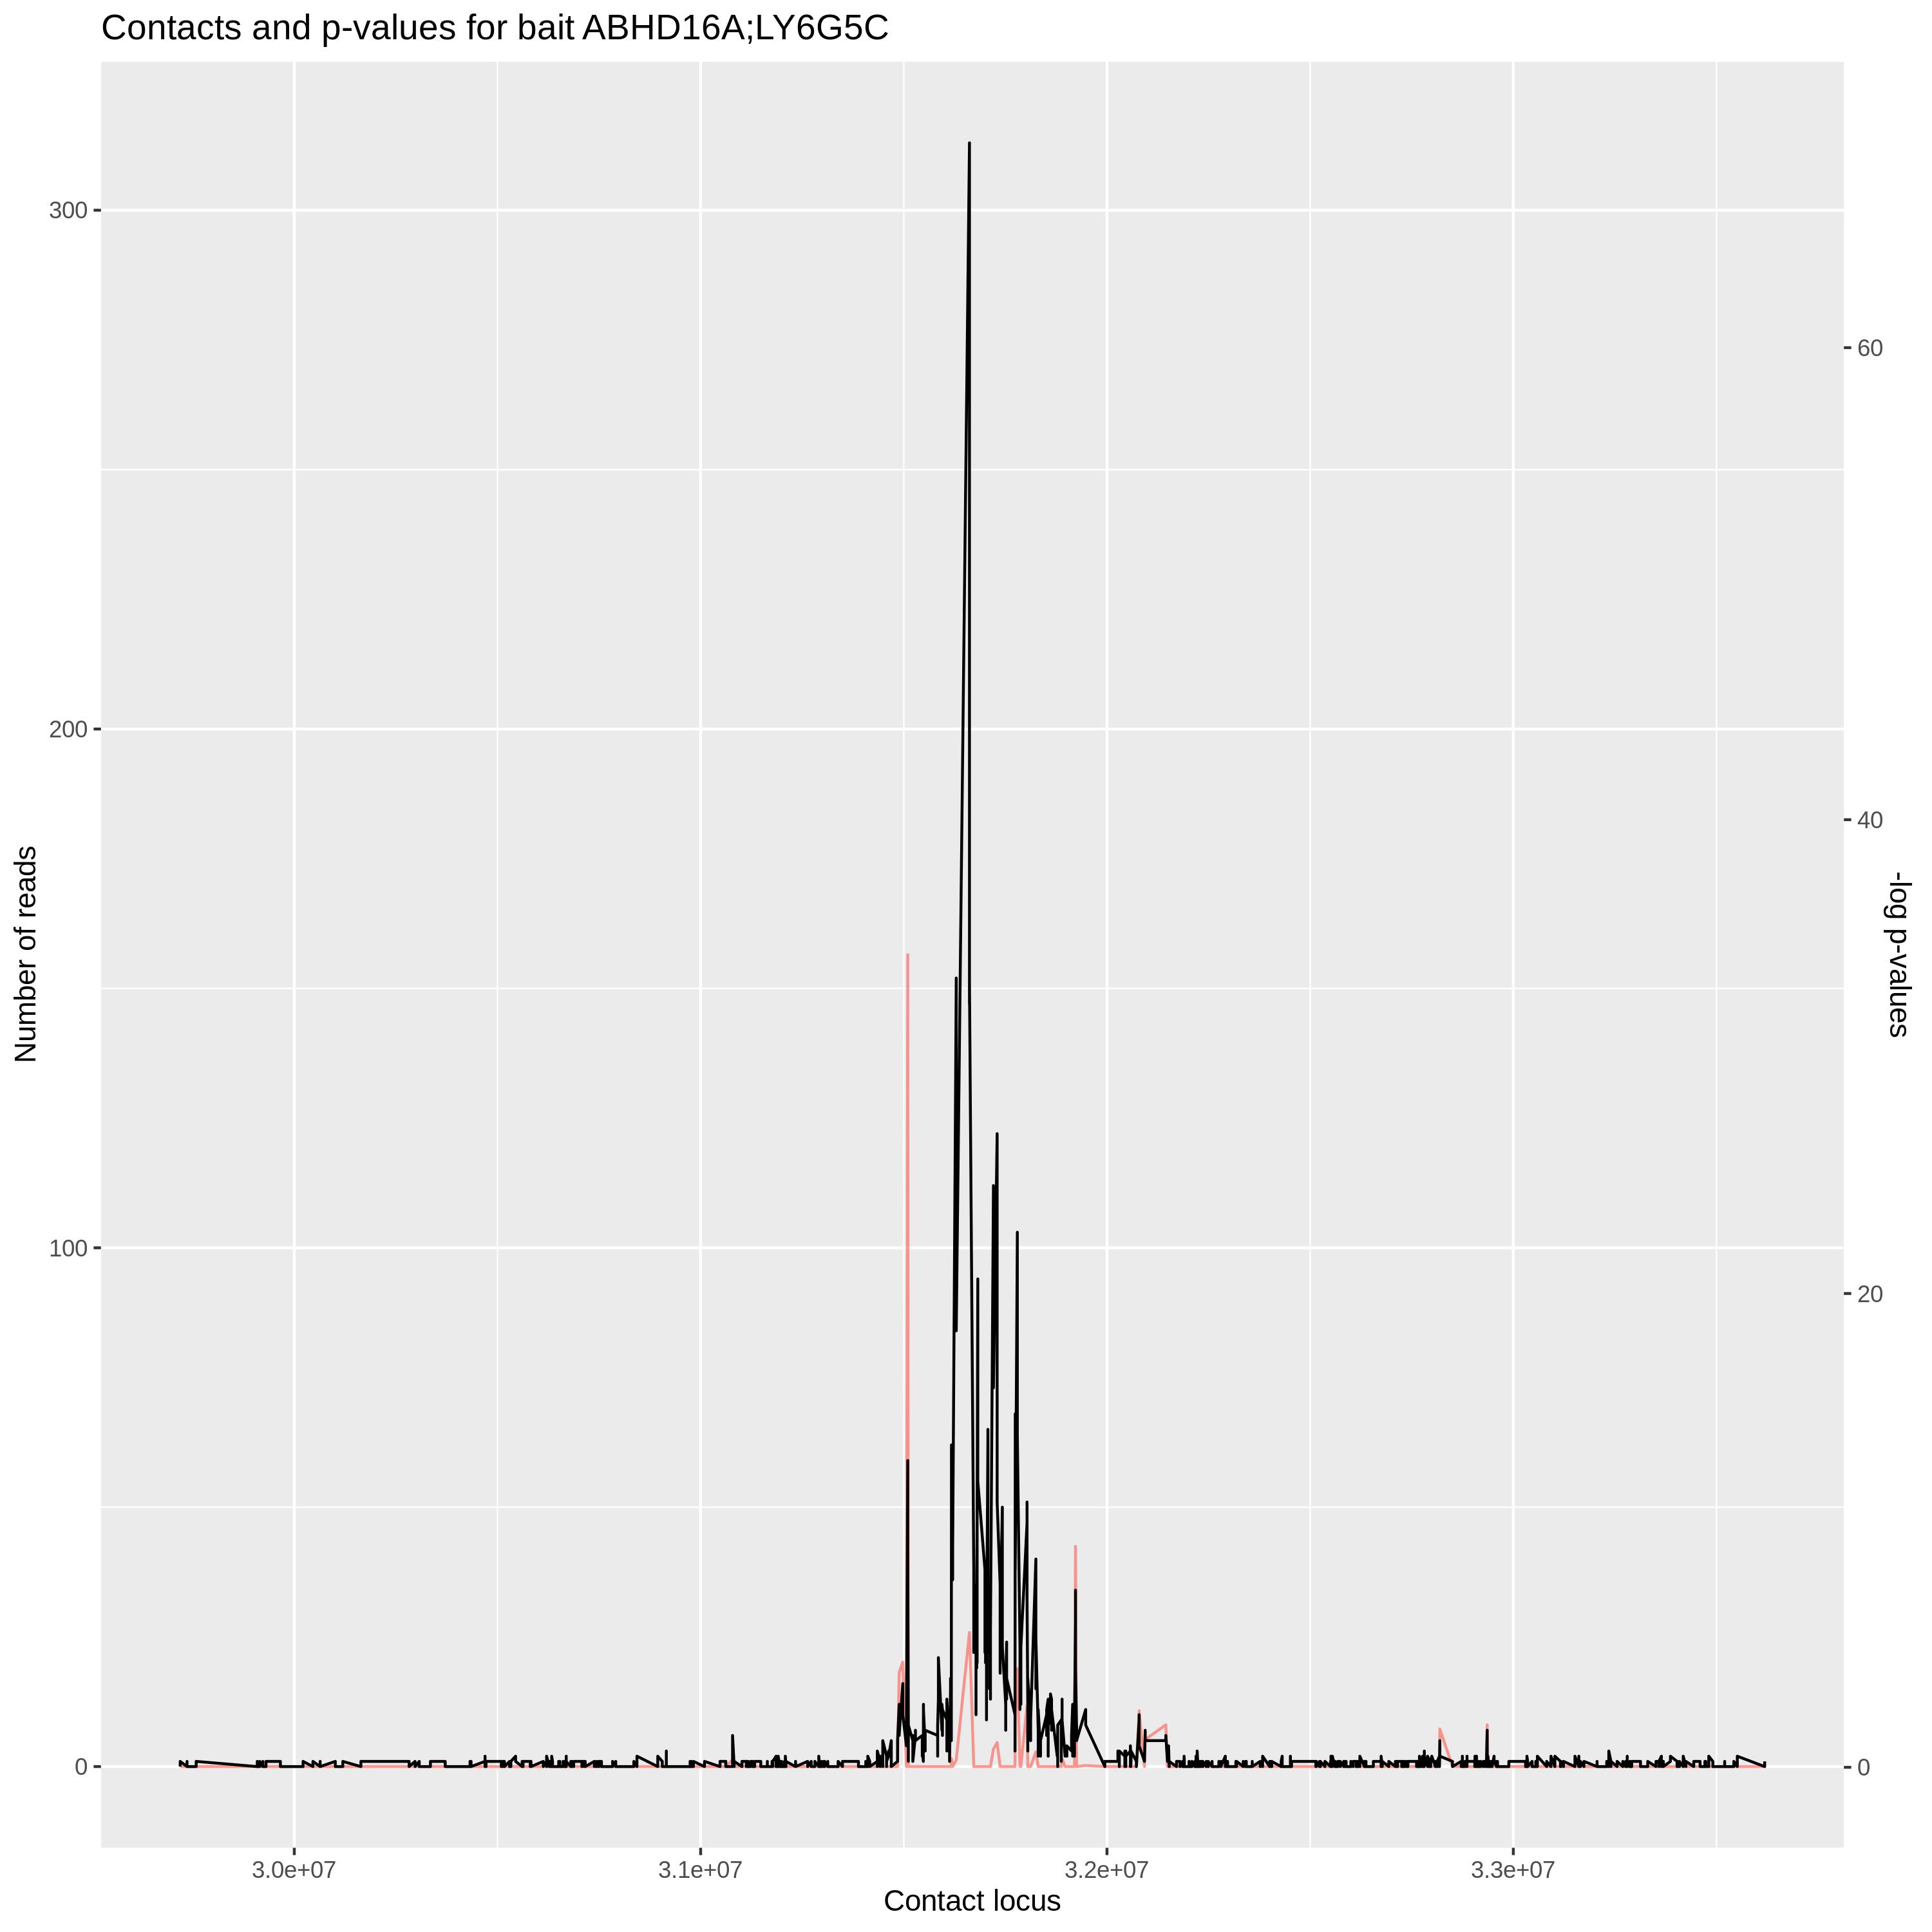 Contacts and p-values for bait ABHD16A;LY6G5C
300
200
100
0
Number of reads
60
40
20
0
-log p-values
3.0e+07
3.1e+07
3.2e+07
3.3e+07
Contact locus